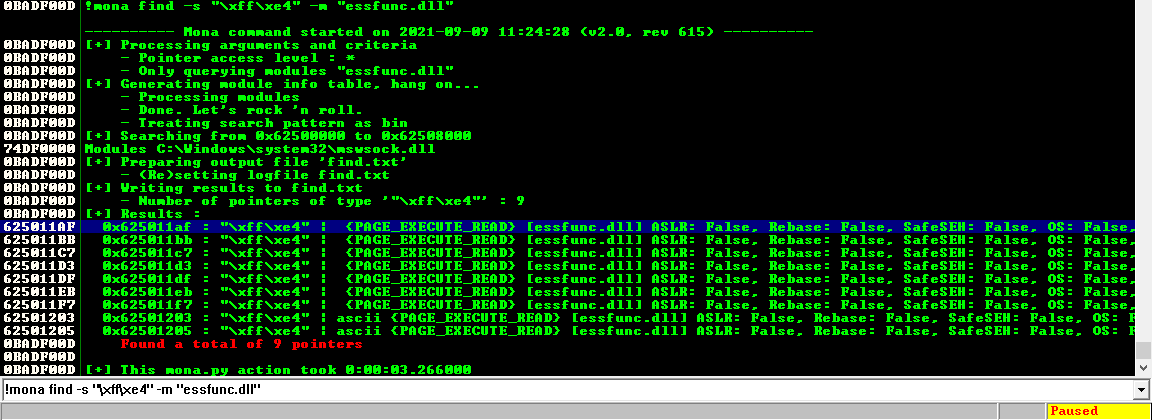 0BADF00D !mona find -s "\xff\xe4" -m "essfunc.dll"
---------- Mona command started on 2021-09-09 11:24:28 (v2.0, rev 615) ----------
0BADF00D [+] Processing arguments and criteria
0BADF00D - Pointer access level : *
0BADF00D - Only querying modules "essfunc.dll"
0BADF00D [+] Generating module info table, hang on...
0BADF00D - Processing modules
0BADF00D - Done. Let's rock 'n roll.
0BADF00D - Treating search pattern as bin
0BADF00D [+] Searching from 0x62500000 to 0x62508000
74DF0000 Modules C:\Windows\system32\mswsock.dll
0BADF00D [+] Preparing output file 'find.txt'
0BADF00D - (Re)setting logfile find.txt
0BADF00D [+] Writing results to find.txt
0BADF00D - Number of pointers of type '"\xff\xe4"' : 9
0BADF00D [+] Results :
625011AF 0x625011af : "\xff\xe4" | {PAGE_EXECUTE_READ} [essfunc.dll] ASLR: False, Rebase: False, SafeSEH: False, OS: False,
625011BB 0x625011bb : "\xff\xe4" | {PAGE_EXECUTE_READ} [essfunc.dll] ASLR: False, Rebase: False, SafeSEH: False, OS: False,
625011C7 0x625011c7 : "\xff\xe4" | {PAGE_EXECUTE_READ} [essfunc.dll] ASLR: False, Rebase: False, SafeSEH: False, OS: False,
625011D3 0x625011d3 : "\xff\xe4" | {PAGE_EXECUTE_READ} [essfunc.dll] ASLR: False, Rebase: False, SafeSEH: False, OS: False,
625011DF 0x625011df : "\xff\xe4" | {PAGE_EXECUTE_READ} [essfunc.dll] ASLR: False, Rebase: False, SafeSEH: False, OS: False,
625011EB 0x625011eb : "\xff\xe4" | {PAGE_EXECUTE_READ} [essfunc.dll] ASLR: False, Rebase: False, SafeSEH: False, OS: False,
625011F7 0x625011f7 : "\xff\xe4" | {PAGE_EXECUTE_READ} [essfunc.dll] ASLR: False, Rebase: False, SafeSEH: False, OS: False,
62501203 0x62501203 : "\xff\xe4" | ascii {PAGE_EXECUTE_READ} [essfunc.dll] ASLR: False, Rebase: False, SafeSEH: False, OS: F
62501205 0x62501205 : "\xff\xe4" | ascii {PAGE_EXECUTE_READ} [essfunc.dll] ASLR: False, Rebase: False, SafeSEH: False, OS: F
0BADF00D Found a total of 9 pointers
0BADF00D
0BADF00D [+] This mona.py action took 0:00:03.266000
!mona find -s "\xff\xe4" -m "essfunc.dll"
Paused